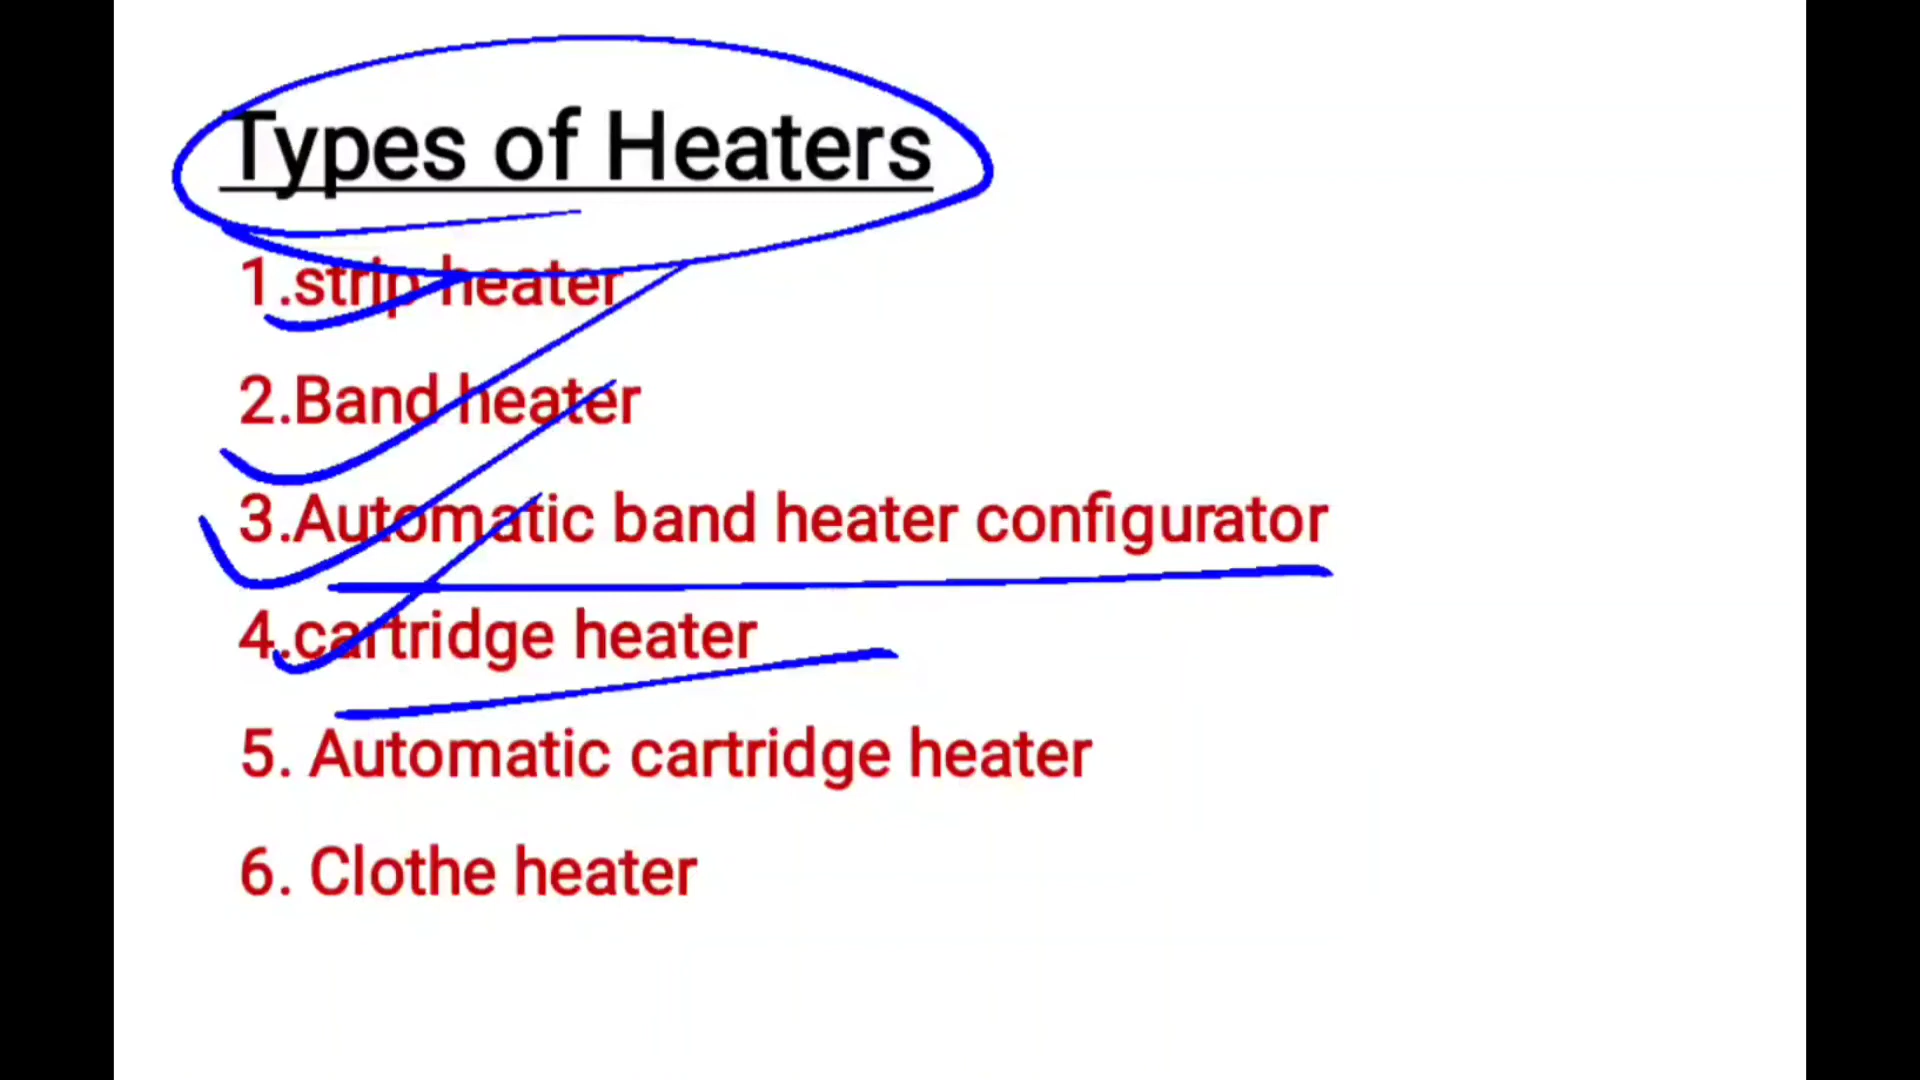 Types of Heaters
1.strip heater
2.Band heater
3.Automatic band heater configurator
4.cartridge heater
5. Automatic cartridge heater
6. Clothe heater